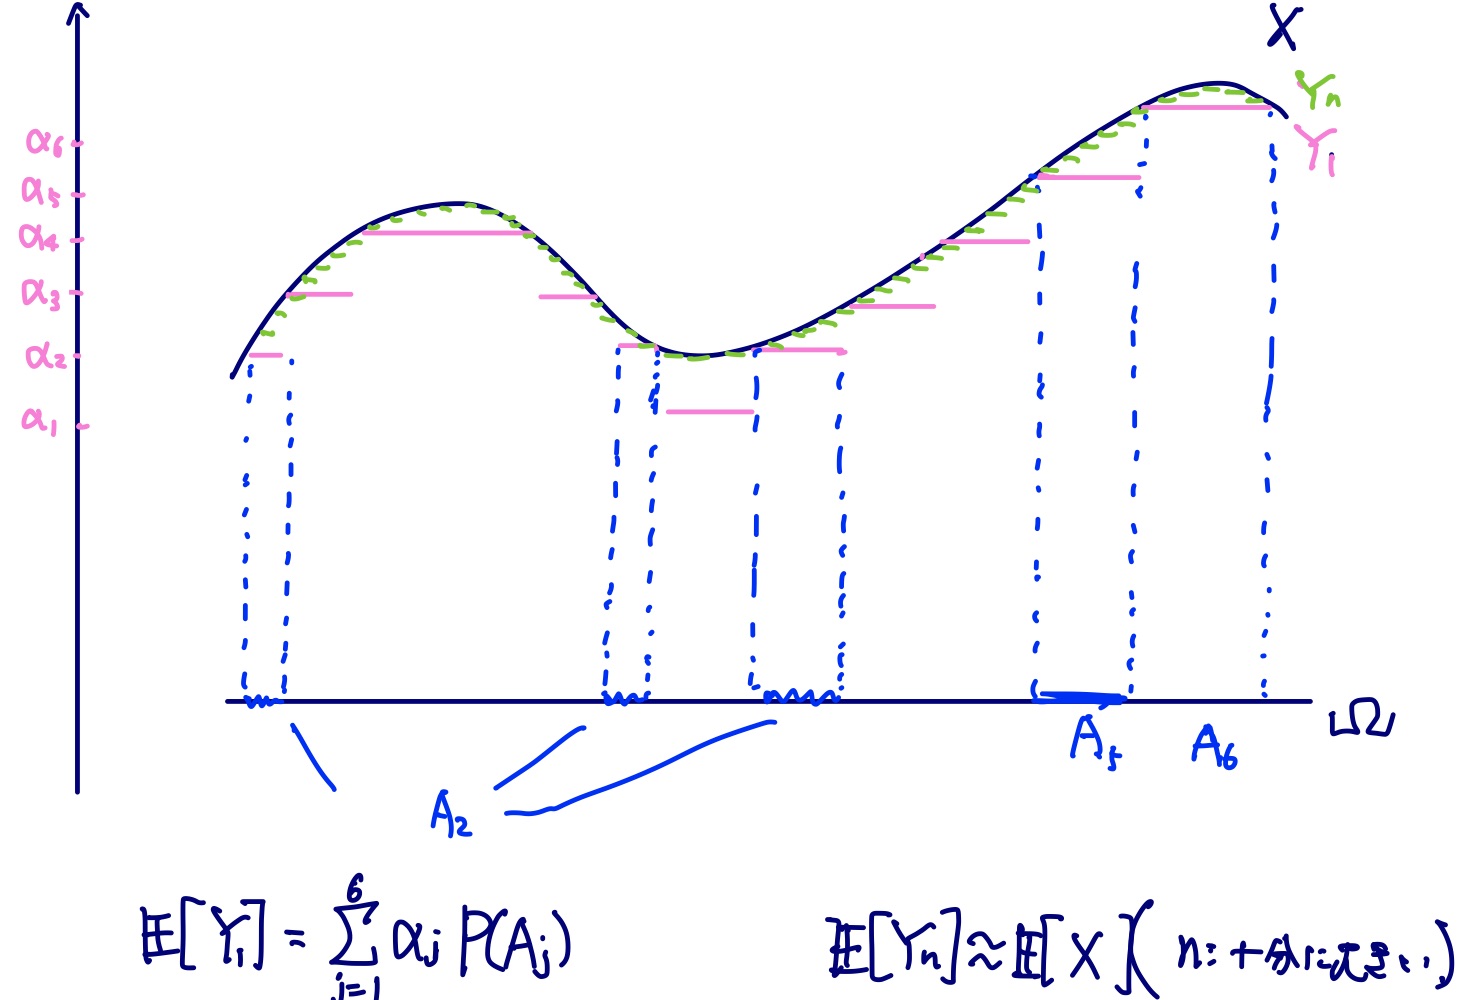 X
Yₙ
Y₁
α₆
α₅
α₄
α₃
α₂
α₁
Ω
A₅ A₆
A₂
𝔼[Y₁] = ∑_{j=1}^{6} αⱼ P(Aⱼ)
𝔼[Yₙ] ≈ 𝔼[X] (n: 十分に大きい)